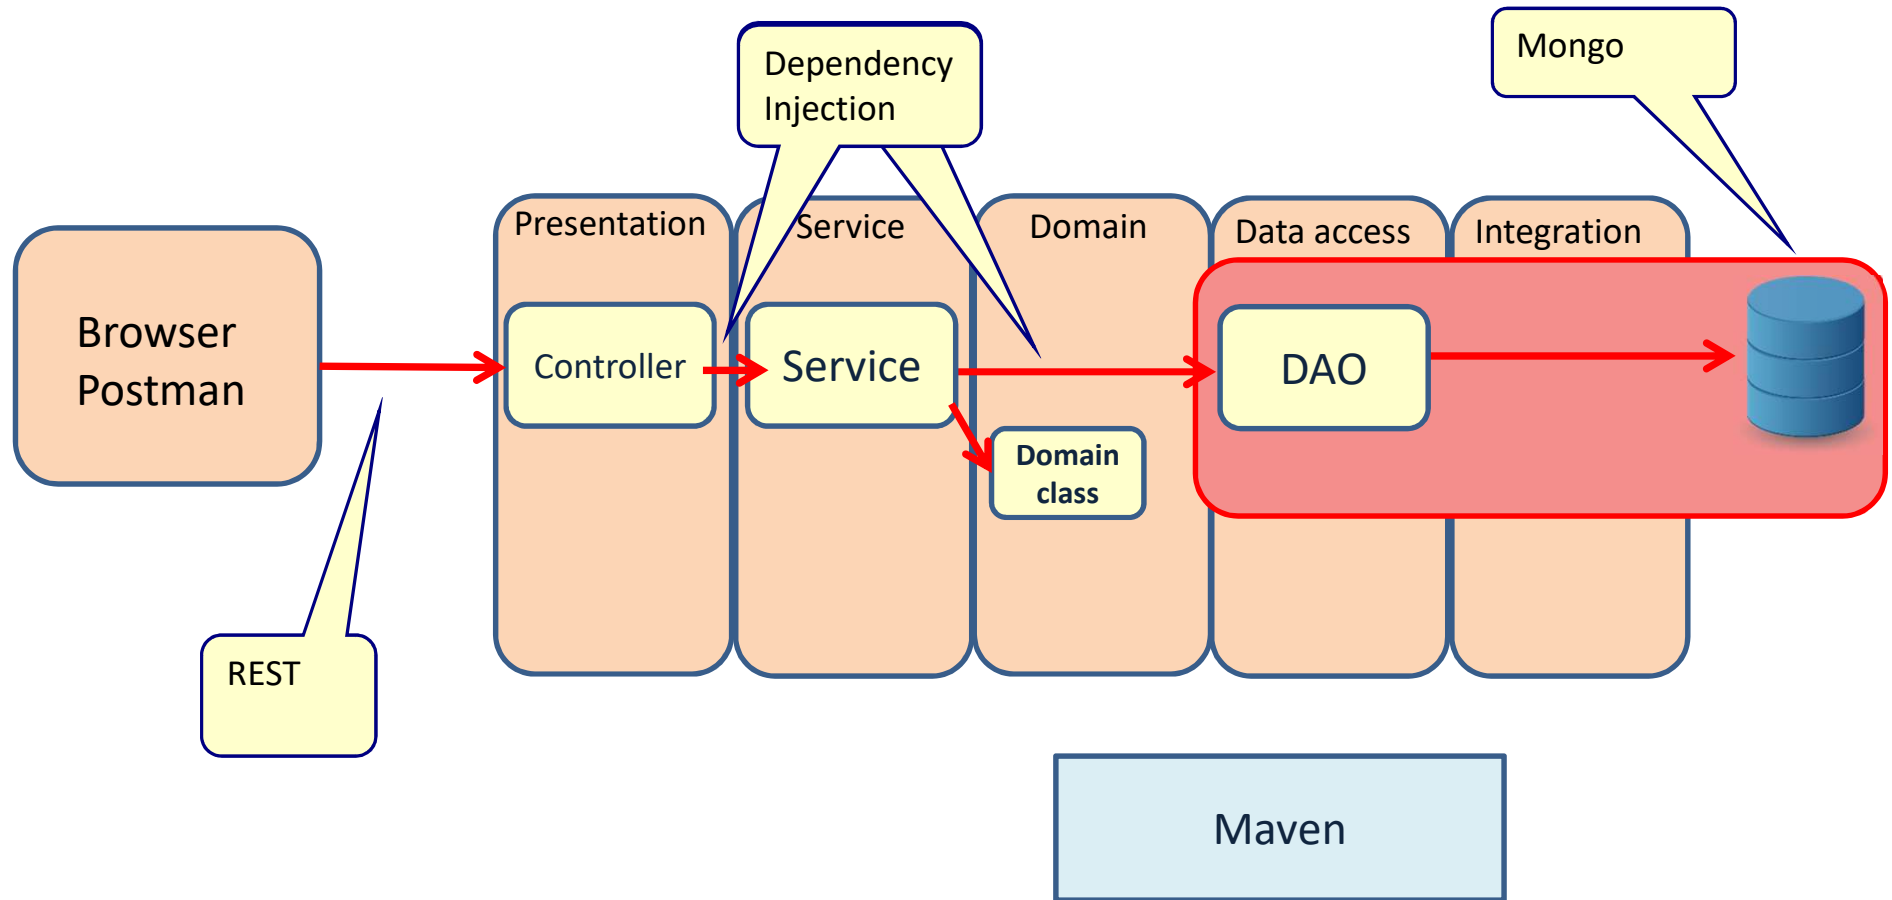 Dependency
Injection
Mongo
Presentation
Service
Domain
Data access
Integration
Browser
Postman
Controller
Service
DAO
Domain
class
REST
Maven